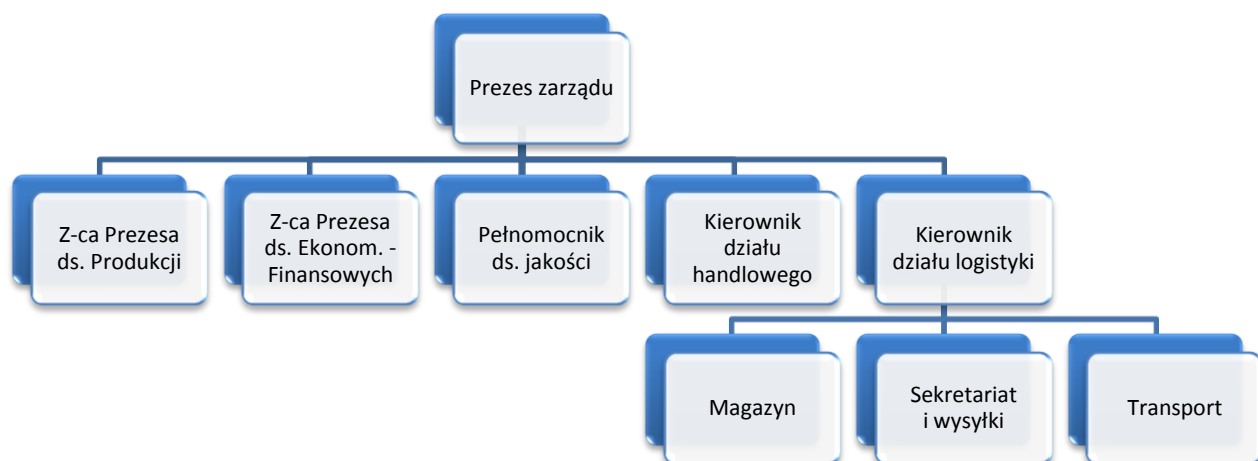 Prezes zarządu
Z-ca Prezesa
ds. Produkcji
Z-ca Prezesa
ds. Ekonom. -
Finansowych
Pełnomocnik
ds. jakości
Kierownik
działu
handlowego
Kierownik
działu logistyki
Magazyn
Sekretariat
i wysyłki
Transport